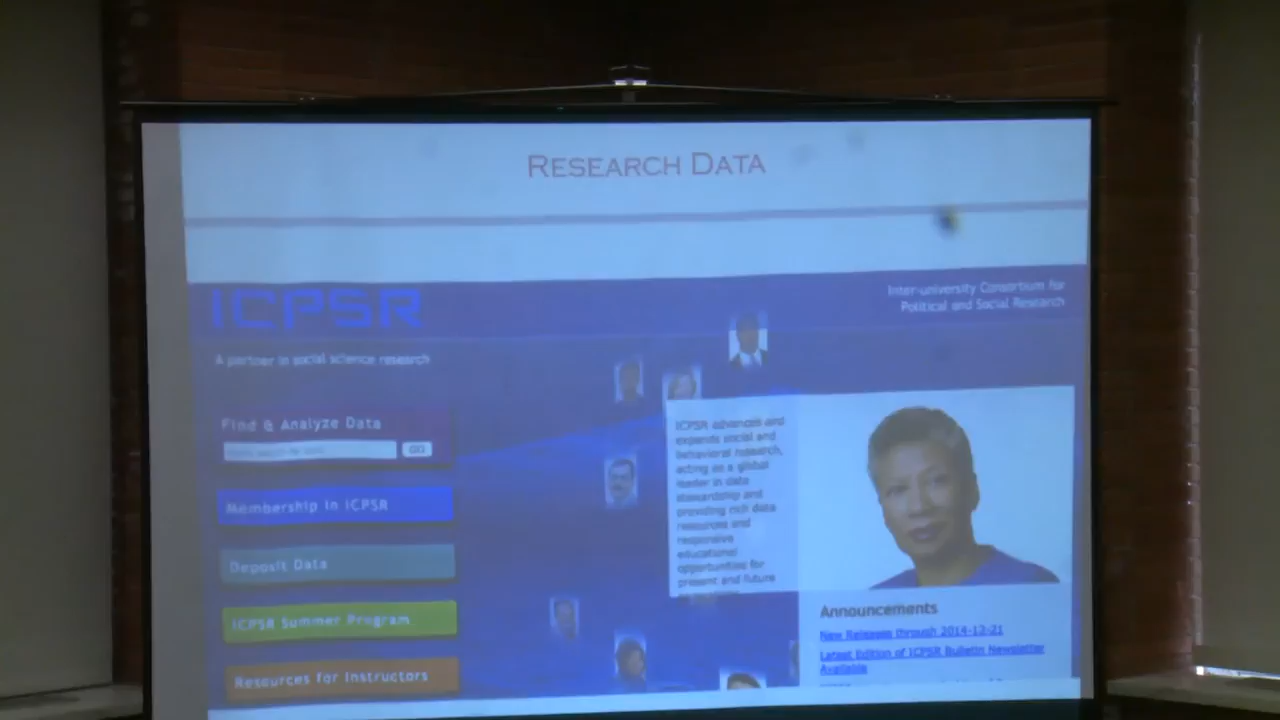 RESEARCH DATA
ICPSR
Inter-university Consortium for
Political and Social Research
A partner in social science research
Find & Analyze Data
GO
Membership in ICPSR
Deposit Data
ICPSR Summer Program
Resources for Instructors
ICPSR advances and
expands social and
behavioral research,
acting as a global
leader in data
stewardship and
providing rich data
resources and
responsive
educational
opportunities for
present and future
Announcements
New Releases through 2014-12-21
Latest Edition of ICPSR Bulletin Newsletter
Available